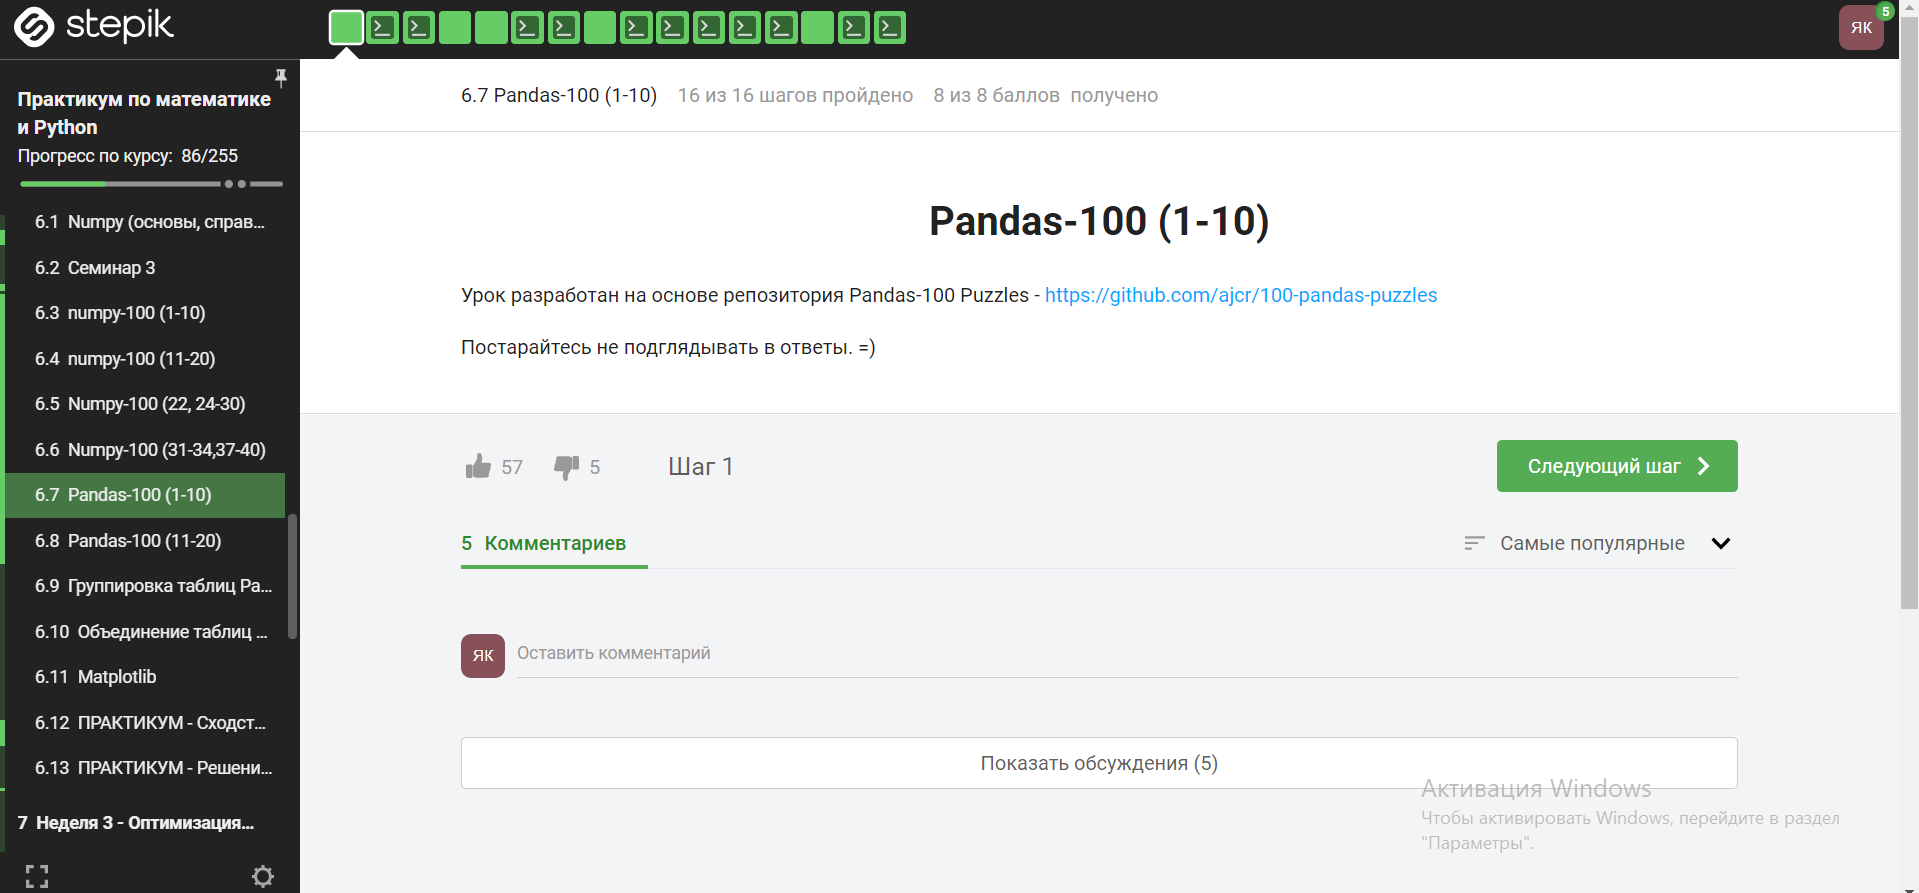 stepik
ЯК
5
Практикум по математике
и Python
Прогресс по курсу: 86/255
6.1 Numpy (основы, справ...
6.2 Семинар 3
6.3 numpy-100 (1-10)
6.4 numpy-100 (11-20)
6.5 Numpy-100 (22, 24-30)
6.6 Numpy-100 (31-34,37-40)
6.7 Pandas-100 (1-10)
6.8 Pandas-100 (11-20)
6.9 Группировка таблиц Pa...
6.10 Объединение таблиц ...
6.11 Matplotlib
6.12 ПРАКТИКУМ - Сходст...
6.13 ПРАКТИКУМ - Решени...
7 Неделя 3 - Оптимизация...
6.7 Pandas-100 (1-10) 16 из 16 шагов пройдено 8 из 8 баллов получено
Pandas-100 (1-10)
Урок разработан на основе репозитория Pandas-100 Puzzles - https://github.com/ajcr/100-pandas-puzzles
Постарайтесь не подглядывать в ответы. =)
57 5 Шаг 1 Следующий шаг
5 Комментариев Самые популярные
ЯК Оставить комментарий
Показать обсуждения (5)
Активация Windows
Чтобы активировать Windows, перейдите в раздел
"Параметры".